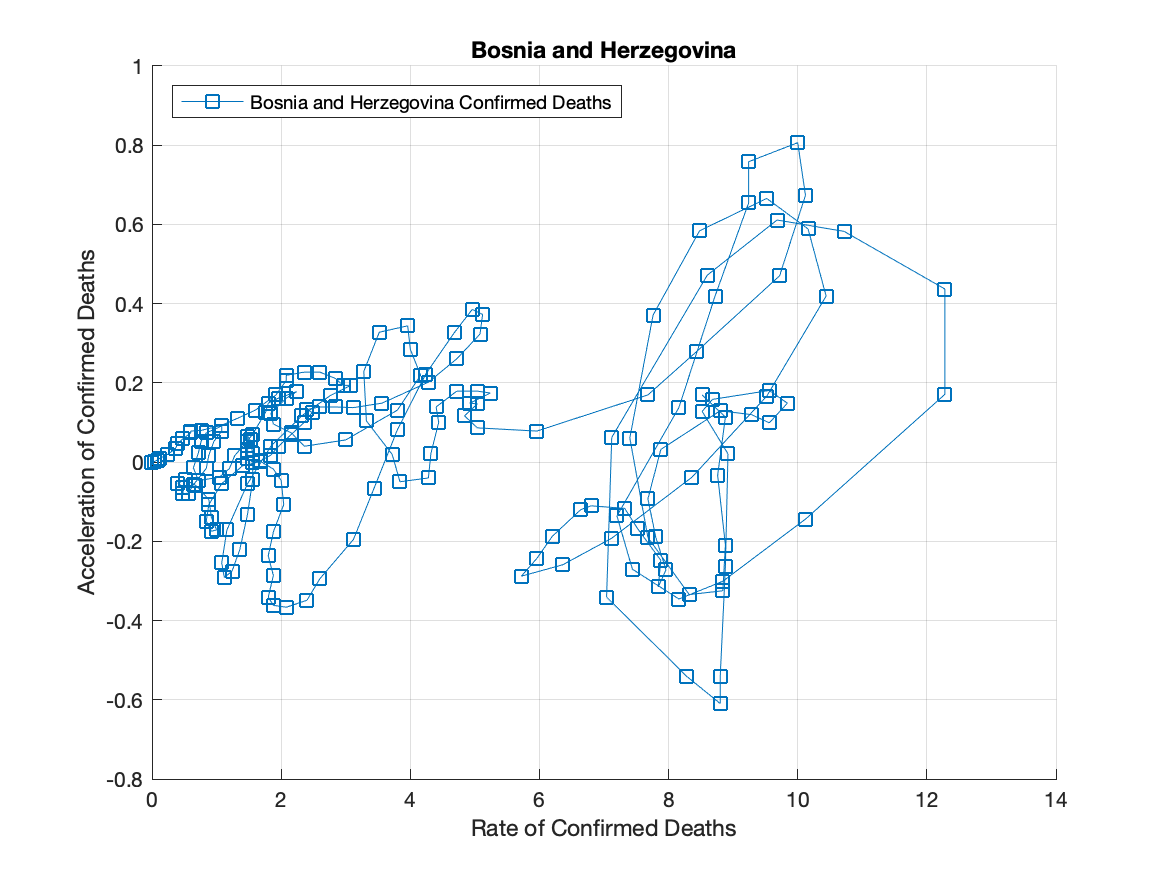 Bosnia and Herzegovina
Bosnia and Herzegovina Confirmed Deaths
1
0.8
0.6
0.4
0.2
0
-0.2
-0.4
-0.6
-0.8
Acceleration of Confirmed Deaths
0 2 4 6 8 10 12 14
Rate of Confirmed Deaths